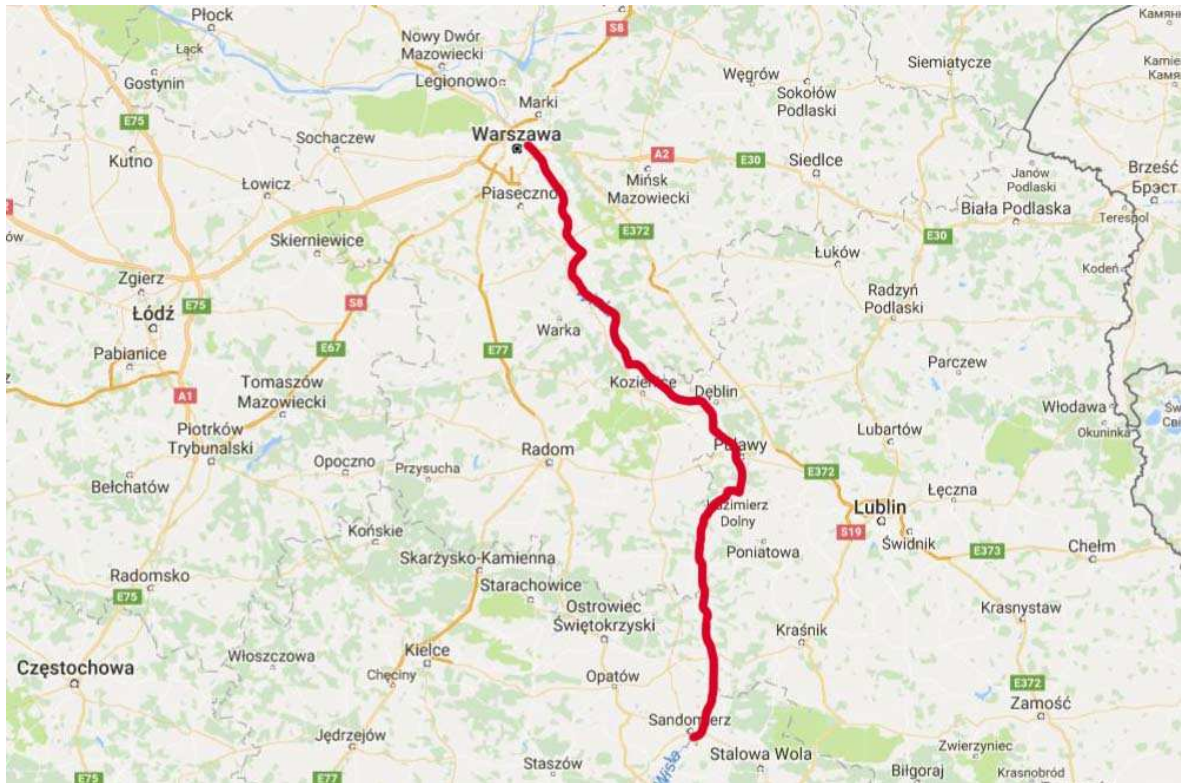 Płock
Nowy Dwór
Mazowiecki
S8
Siemiatycze
Łąck
Legionowo
Węgrów
Sokołów
Podlaski
Gostynin
Marki
E75
Sochaczew
Warszawa
A2
E30
Siedlce
Kutno
Łowicz
Piaseczno
Mińsk
Mazowiecki
Janów
Podlaski
Brześć
Брэст
Biała Podlaska
Terespol
Skierniewice
E372
E30
Łuków
Kodeń
Zgierz
E75
S8
Radzyń
Podlaski
Łódź
Warka
Pabianice
E67
E77
Parczew
A1
Tomaszów
Mazowiecki
Kozienice
Dęblin
Włodawa
Okuninka
Piotrków
Trybunalski
Lubartów
Opoczno
Przysucha
Radom
Puławy
E372
Bełchatów
Łęczna
Kazimierz
Dolny
Lublin
Końskie
S19
Świdnik
E373
Chełm
Poniatowa
Skarżysko-Kamienna
Radomsko
E75
Starachowice
Ostrowiec
Świętokrzyski
Krasnystaw
Kraśnik
Włoszczowa
Kielce
Częstochowa
Chęciny
Opatów
E372
Zamość
Sandomierz
Jędrzejów
Stalowa Wola
Zwierzyniec
Staszów
Wisła
Biłgoraj
Krasnobród
E75
E77